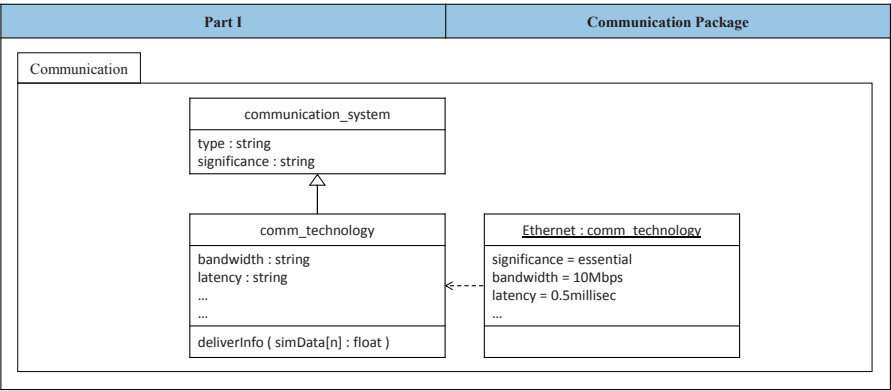 Part I
Communication Package
Communication
communication_system
type : string
significance : string
comm_technology
bandwidth : string
latency : string
...
...
deliverInfo ( simData[n] : float )
Ethernet : comm_technology
significance = essential
bandwidth = 10Mbps
latency = 0.5millisec
...